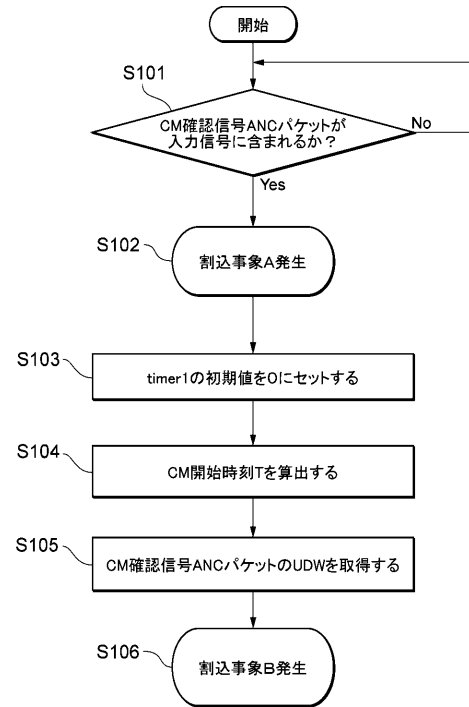 開始
S101
CM確認信号ANCパケットが
入力信号に含まれるか？
No
Yes
S102
割込事象A発生
S103
timer1の初期値を0にセットする
S104
CM開始時刻Tを算出する
S105
CM確認信号ANCパケットのUDWを取得する
S106
割込事象B発生